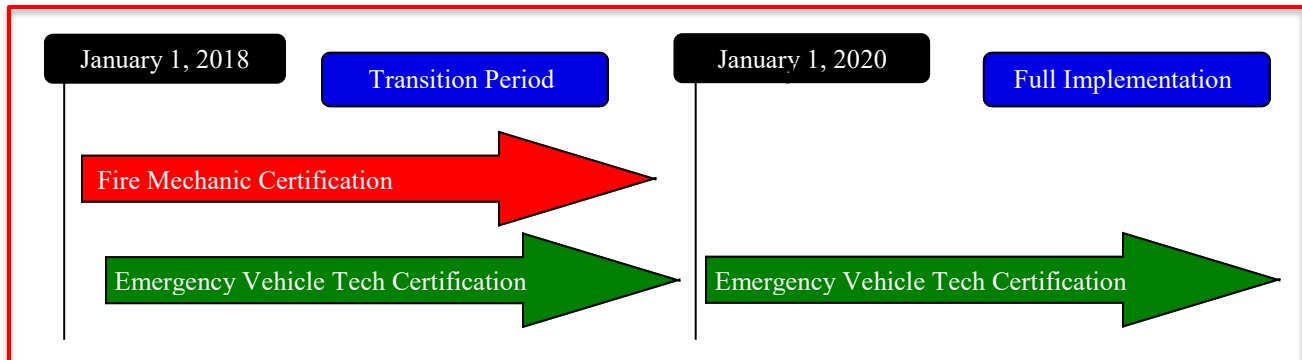 January 1, 2018
Transition Period
January 1, 2020
Full Implementation
Fire Mechanic Certification
Emergency Vehicle Tech Certification
Emergency Vehicle Tech Certification